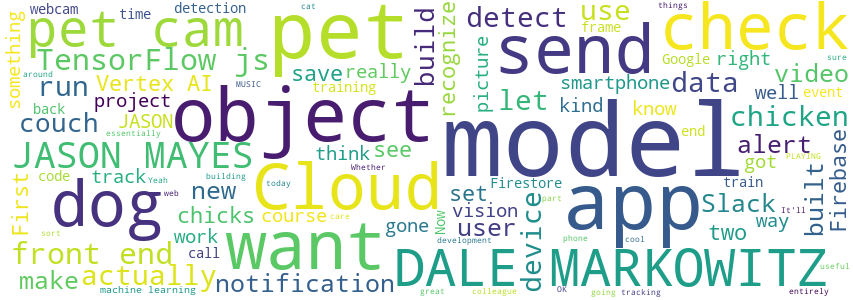 webcam time detection cat
things
pet cam pet build detect use check
something TensorFlow js recognize frame Google right video
run Vertex AI save really picture send smartphone data well event sure
around MUSIC training
project object let kind know chicken
back JASON
couch essentially think see model end alert
JASON MAYES track Whether got PLAYING
code Yeah building
dog new Cloud today set Firestore part train
First web chicks course care vision app Slack built Firebase
sort work gone user device two way It'll
call want Now development phone cool
front end
make actually notification DALE MARKOWITZ useful
machine learning great colleague OK going tracking entirely